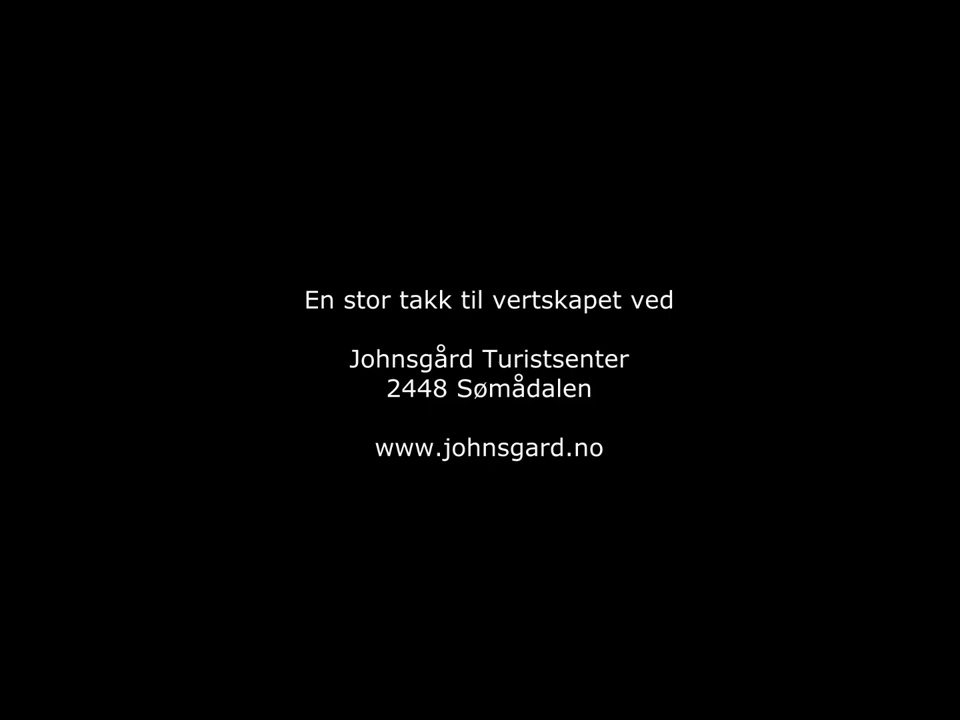 En stor takk til vertskapet ved
Johnsgård Turistsenter
2448 Sømådalen
www.johnsgard.no